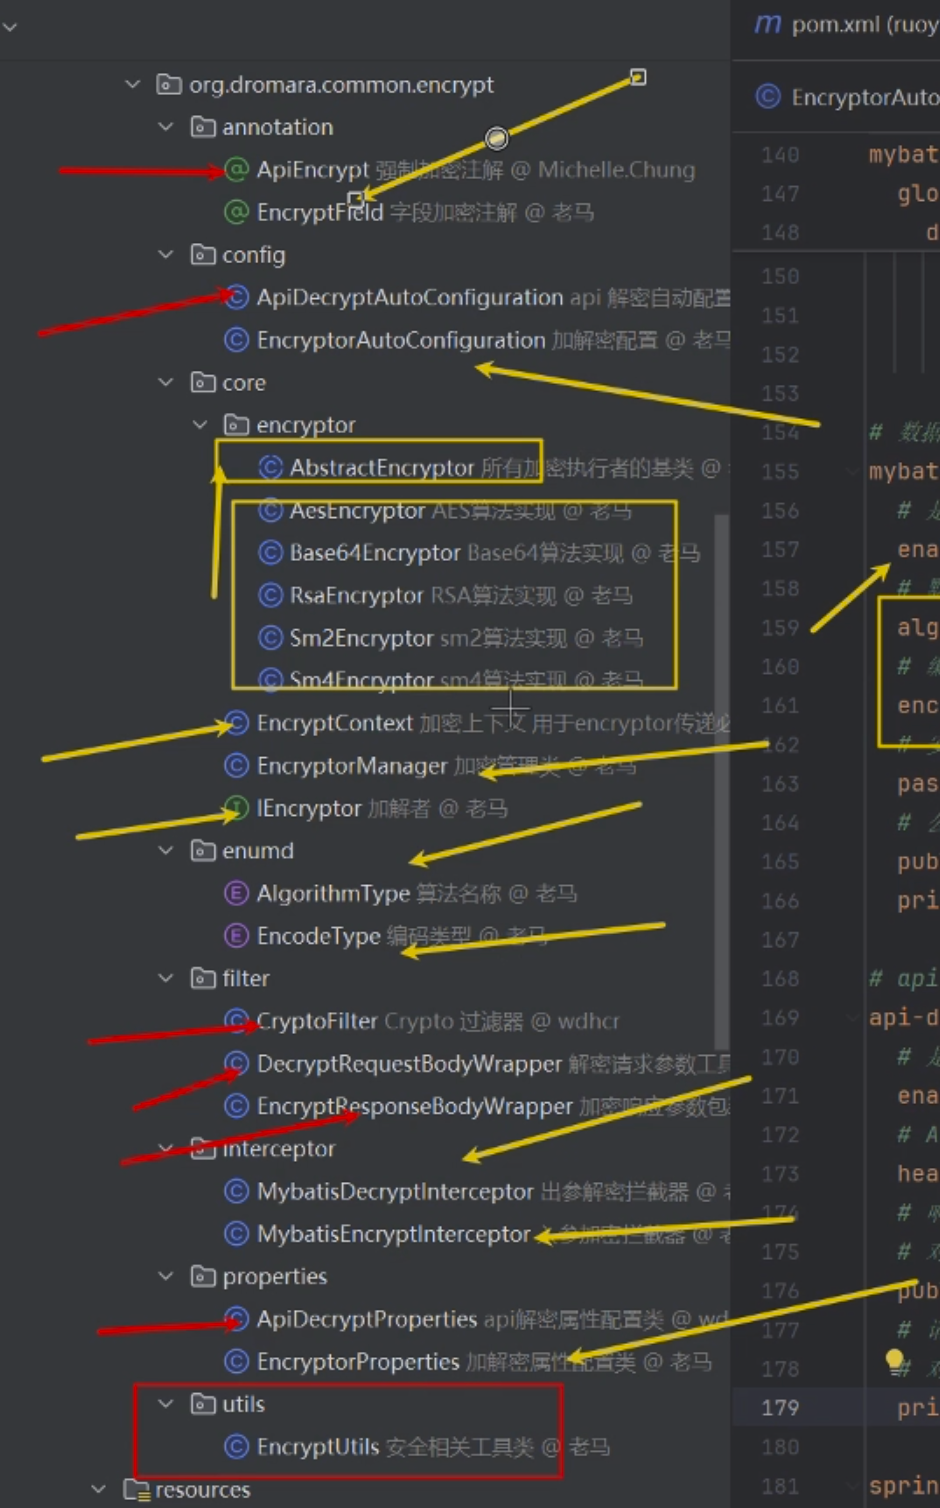 org.dromara.common.encrypt
annotation
ApiEncrypt 强制加密注解 @ Michelle.Chung
EncryptField 字段加密注解 @ 老马
config
ApiDecryptAutoConfiguration api 解密自动配置
EncryptorAutoConfiguration 加解密配置 @ 老马
core
encryptor
AbstractEncryptor 所有加密执行者的基类 @
AesEncryptor AES算法实现 @ 老马
Base64Encryptor Base64算法实现 @ 老马
RsaEncryptor RSA算法实现 @ 老马
Sm2Encryptor sm2算法实现 @ 老马
Sm4Encryptor sm4算法实现 @ 老马
EncryptContext 加密上下文 用于encryptor传递必
EncryptorManager 加密管理类 @ 老马
IEncryptor 加解者 @ 老马
enumd
AlgorithmType 算法名称 @ 老马
EncodeType 编码类型 @ 老马
filter
CryptoFilter Crypto 过滤器 @ wdhcr
DecryptRequestBodyWrapper 解密请求参数工具
EncryptResponseBodyWrapper 加密响应参数包
interceptor
MybatisDecryptInterceptor 出参解密拦截器 @
MybatisEncryptInterceptor 入参加密拦截器 @ 老
properties
ApiDecryptProperties api解密属性配置类 @ wd
EncryptorProperties 加解密属性配置类 @ 老马
utils
EncryptUtils 安全相关工具类 @ 老马
resources
m pom.xml (ruoy
EncryptorAuto
140 mybat
147 glo
148 d
150
151
152
153
154 # 数据
155 mybat
156 # 是
157 ena
158 # 默
159 alg
160 # 编
161 enc
162 #
163 pas
164 # 公
165 pub
166 pri
167
168 # api
169 api-d
170 # 是
171 ena
172 # A
173 hea
174 # 响
175 # 对
176 pub
177 # 请
178 # 对
179 pri
180
181 sprin